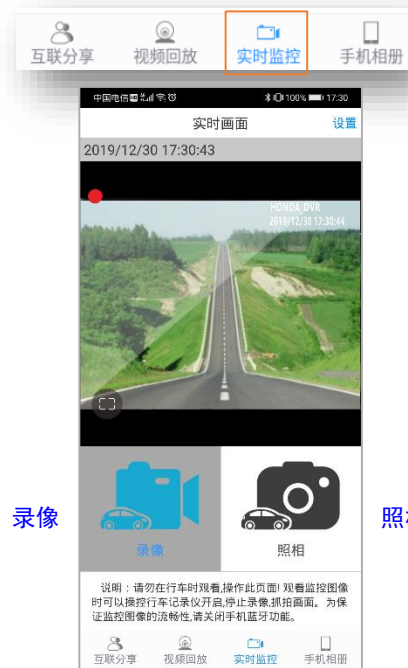 互联分享 视频回放 实时监控 手机相册
中国电信 100% 17:30
实时画面 设置
2019/12/30 17:30:43
HONDA_DVR
2019/12/30 17:30:44
录像 照
录像 照相
说明：请勿在行车时观看,操作此页面! 观看监控图像
时可以操控行车记录仪开启,停止录像,抓拍画面。为保
证监控图像的流畅性,请关闭手机蓝牙功能。
互联分享 视频回放 实时监控 手机相册